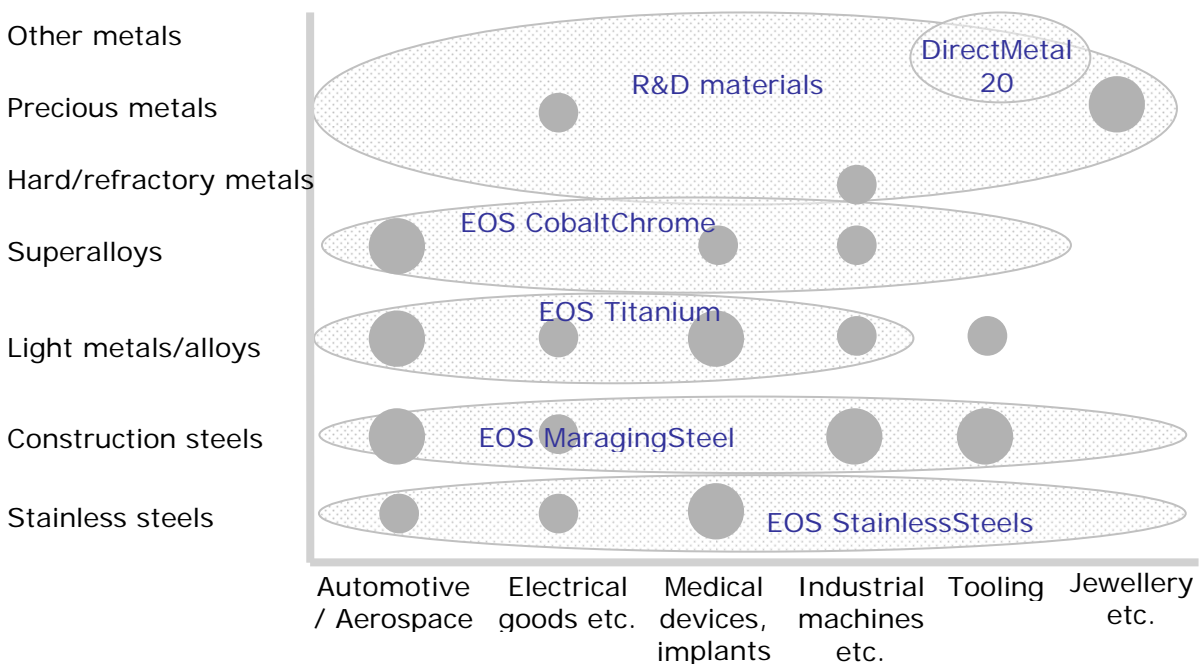 Other metals
DirectMetal
20
R&D materials
Precious metals
Hard/refractory metals
EOS CobaltChrome
Superalloys
EOS Titanium
Light metals/alloys
Construction steels
EOS MaragingSteel
Stainless steels
EOS StainlessSteels
Automotive
/ Aerospace
Electrical
goods etc.
Medical
devices,
implants
Industrial
machines
etc.
Tooling
Jewellery
etc.